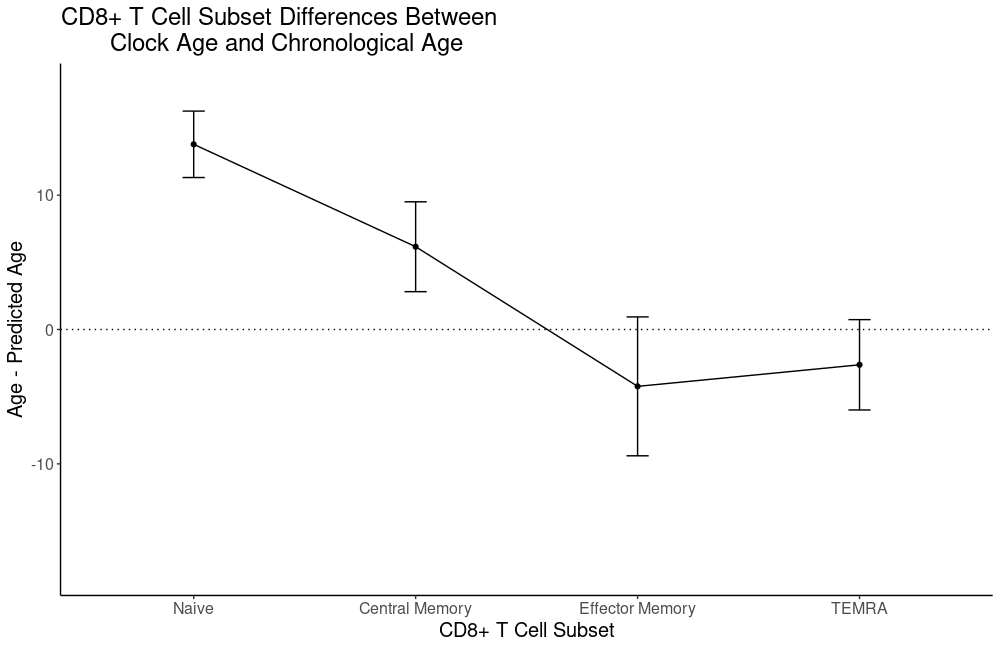 CD8+ T Cell Subset Differences Between
Clock Age and Chronological Age
Age - Predicted Age
10
0
-10
Naive
Central Memory
Effector Memory
TEMRA
CD8+ T Cell Subset